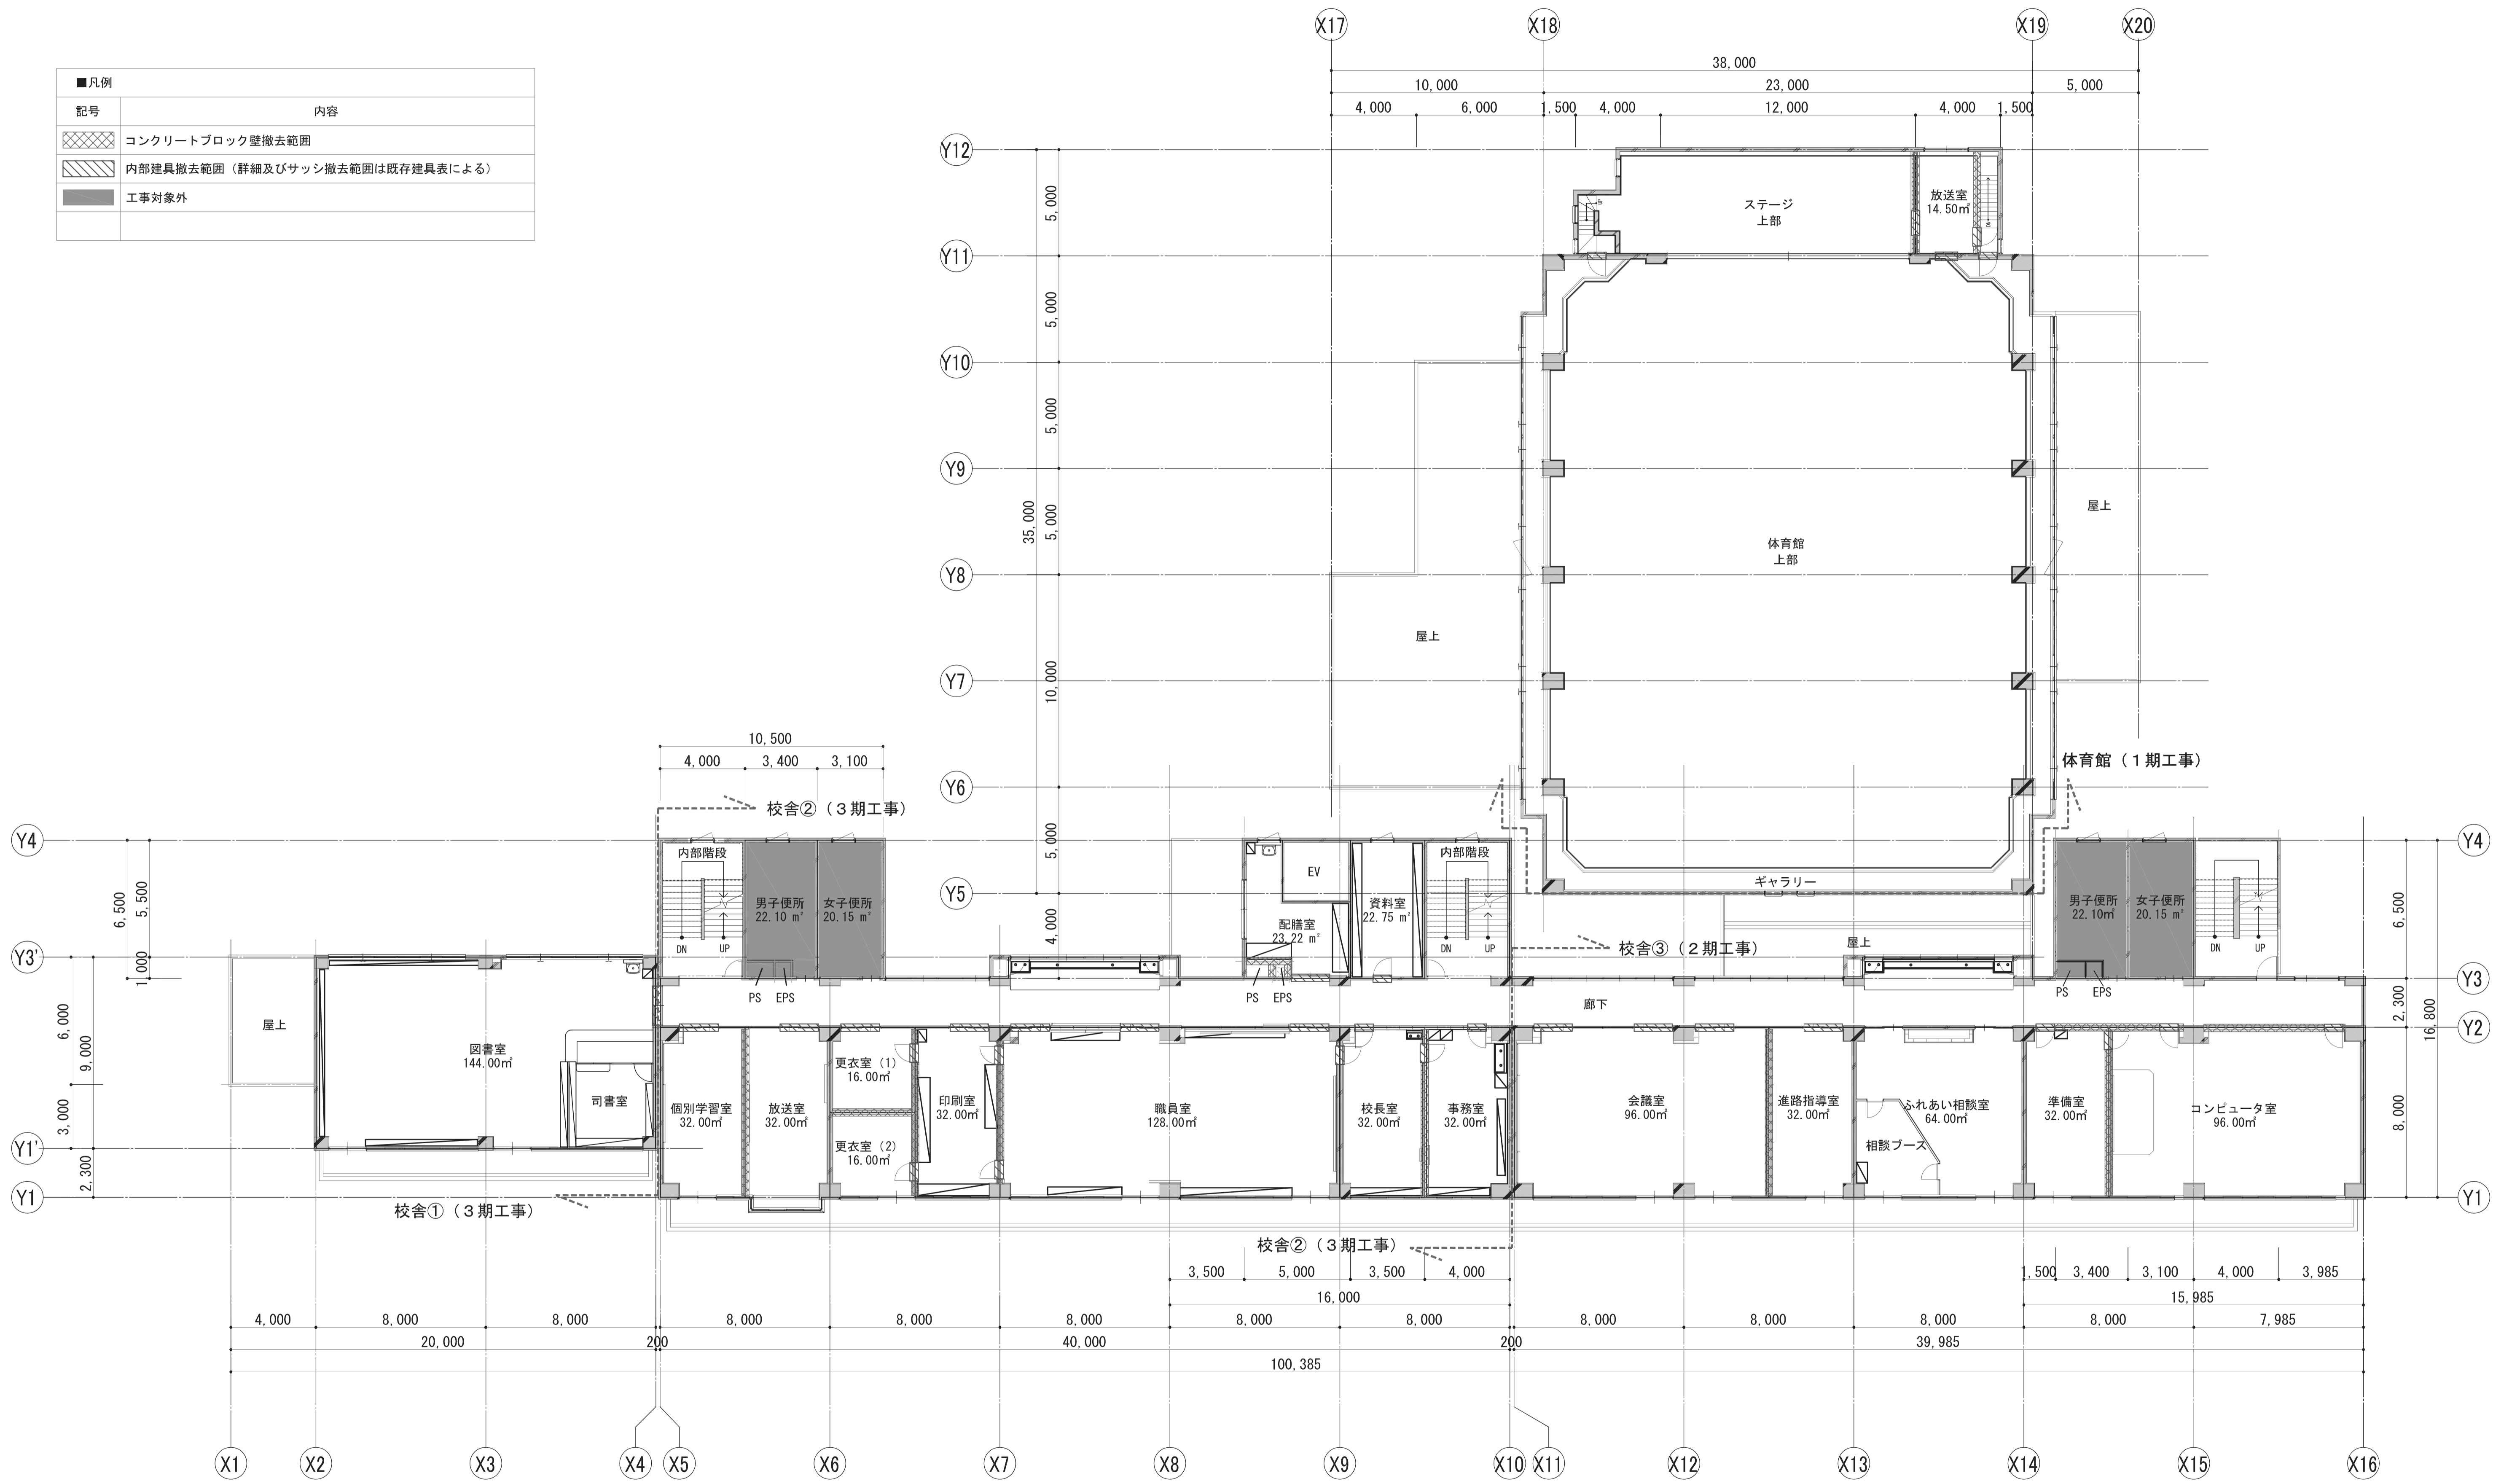 X17
X18
X19
X20
38,000
10,000
23,000
5,000
4,000
6,000
1,500
4,000
12,000
4,000
1,500
■凡例
記号
内容
コンクリートブロック壁撤去範囲
内部建具撤去範囲（詳細及びサッシ撤去範囲は既存建具表による）
工事対象外
Y12
Y11
Y10
Y9
Y8
Y7
Y6
Y5
5,000
5,000
5,000
5,000
10,000
5,000
4,000
35,000
ステージ
上部
放送室
14.50㎡
体育館
上部
屋上
屋上
ギャラリー
体育館（１期工事）
10,500
4,000
3,400
3,100
校舎②（３期工事）
Y4
Y3'
Y1'
Y1
6,500
5,500
1,000
6,000
9,000
3,000
2,300
内部階段
DN
UP
男子便所
22.10 ㎡
女子便所
20.15 ㎡
PS
EPS
EV
配膳室
23.22 ㎡
PS
EPS
資料室
22.75 ㎡
内部階段
DN
UP
校舎③（２期工事）
屋上
廊下
男子便所
22.10㎡
女子便所
20.15 ㎡
PS
EPS
DN
UP
Y4
Y3
Y2
Y1
6,500
2,300
16,800
8,000
屋上
図書室
144.00㎡
司書室
個別学習室
32.00㎡
放送室
32.00㎡
更衣室（1）
16.00㎡
更衣室（2）
16.00㎡
印刷室
32.00㎡
職員室
128.00㎡
校長室
32.00㎡
事務室
32.00㎡
会議室
96.00㎡
進路指導室
32.00㎡
ふれあい相談室
64.00㎡
相談ブース
準備室
32.00㎡
コンピュータ室
96.00㎡
校舎①（３期工事）
校舎②（３期工事）
3,500
5,000
3,500
4,000
1,500
3,400
3,100
4,000
3,985
16,000
15,985
4,000
8,000
8,000
8,000
8,000
8,000
8,000
8,000
8,000
8,000
8,000
8,000
7,985
20,000
200
40,000
200
39,985
100,385
X1
X2
X3
X4
X5
X6
X7
X8
X9
X10
X11
X12
X13
X14
X15
X16